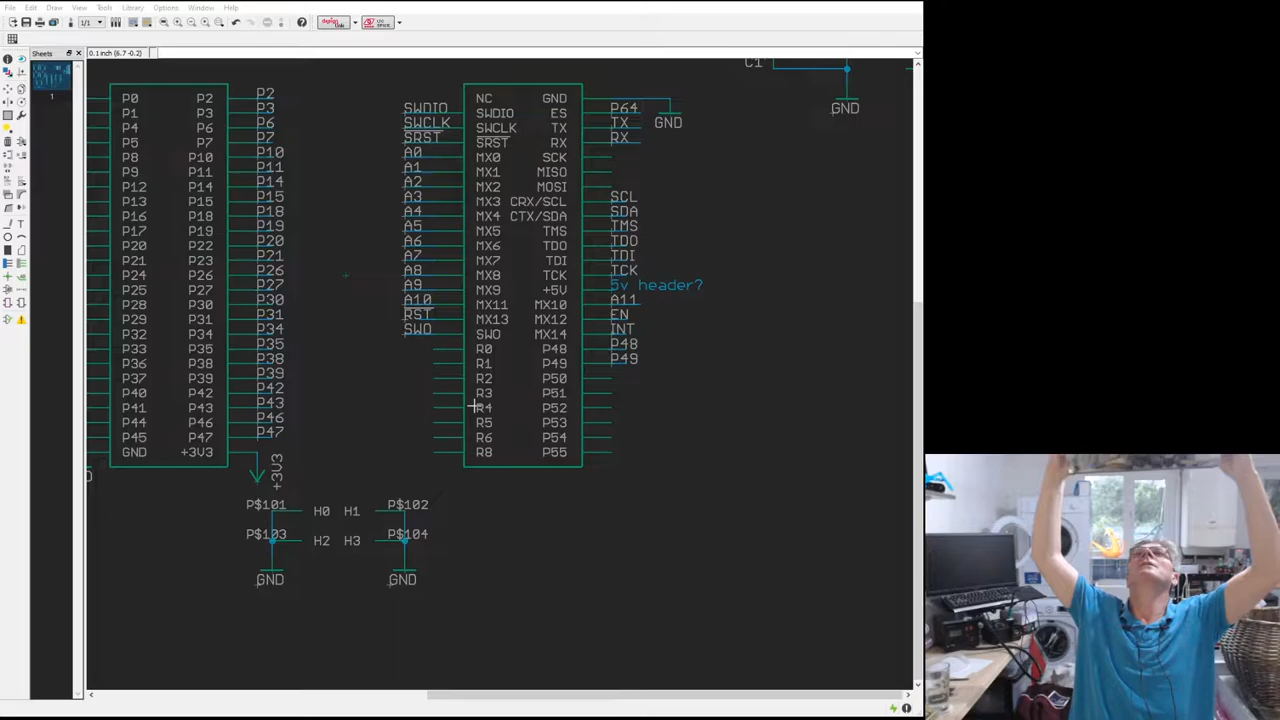 File Edit Draw View Tools Library Options Window Help
1/1
design link
Sheets
0.1 inch (6.7 -0.2)
1
C1
GND
P0 P2 P2
P1 P3 P3
P4 P6 P6
P5 P7 P7
P8 P10 P10
P9 P11 P11
P12 P14 P14
P13 P15 P15
P16 P18 P18
P17 P19 P19
P20 P22 P20
P21 P23 P21
P24 P26 P26
P25 P27 P27
P28 P30 P30
P29 P31 P31
P32 P34 P34
P33 P35 P35
P36 P38 P38
P37 P39 P39
P40 P42 P42
P41 P43 P43
P44 P46 P46
P45 P47 P47
GND +3V3
+3V3
NC GND
GND
SWDIO SWDIO ES P64
SWCLK SWCLK TX TX
SRST SRST RX RX
A0 MX0 SCK
A1 MX1 MISO
A2 MX2 MOSI
A3 MX3 CRX/SCL SCL
A4 MX4 CTX/SDA SDA
A5 MX5 TMS TMS
A6 MX6 TDO TDO
A7 MX7 TDI TDI
A8 MX8 TCK TCK
A9 MX9 +5V 5v header?
A10 MX11 MX10 A11
RST MX13 MX12 EN
SWO SWO MX14 INT
R0 P48 P48
R1 P49 P49
R2 P50
R3 P51
R4 P52
R5 P53
R6 P54
R8 P55
P$101 H0 H1 P$102
P$103 H2 H3 P$104
GND GND